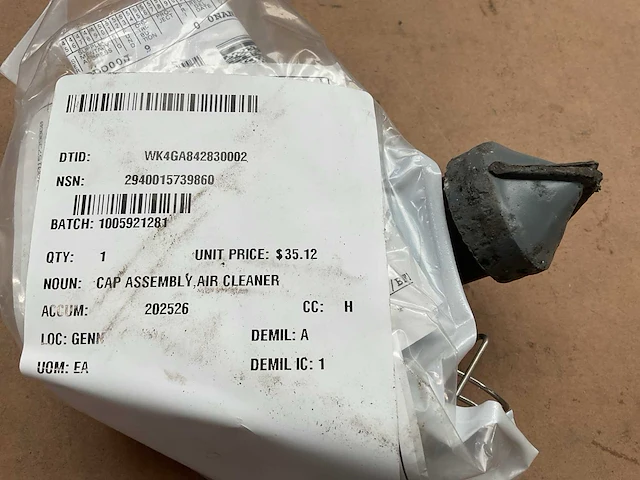 DTID: WK4GA842830002
NSN: 2940015739860
BATCH: 1005921281
QTY: 1 UNIT PRICE: $35.12
NOUN: CAP ASSEMBLY,AIR CLEANER
ACCUM: 202526 CC: H
LOC: GENN DEMIL: A
UOM: EA DEMIL IC: 1